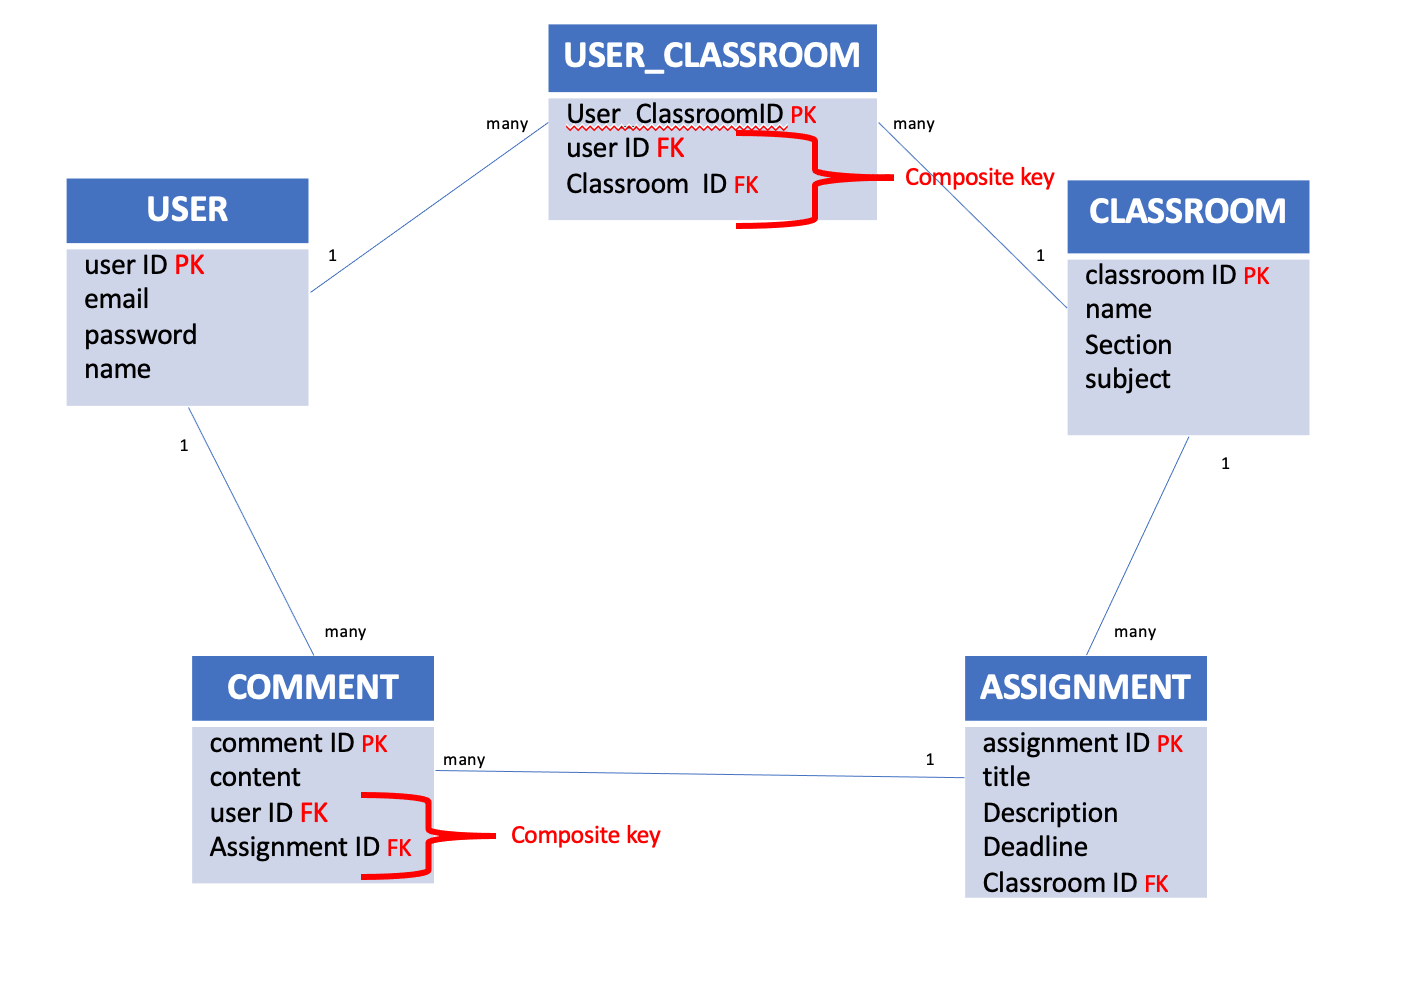 USER_CLASSROOM
User_ClassroomID PK
user ID FK
Classroom ID FK
Composite key
many
many
1
1
USER
user ID PK
email
password
name
CLASSROOM
classroom ID PK
name
Section
subject
1
1
many
many
COMMENT
comment ID PK
content
user ID FK
Assignment ID FK
Composite key
many
1
ASSIGNMENT
assignment ID PK
title
Description
Deadline
Classroom ID FK